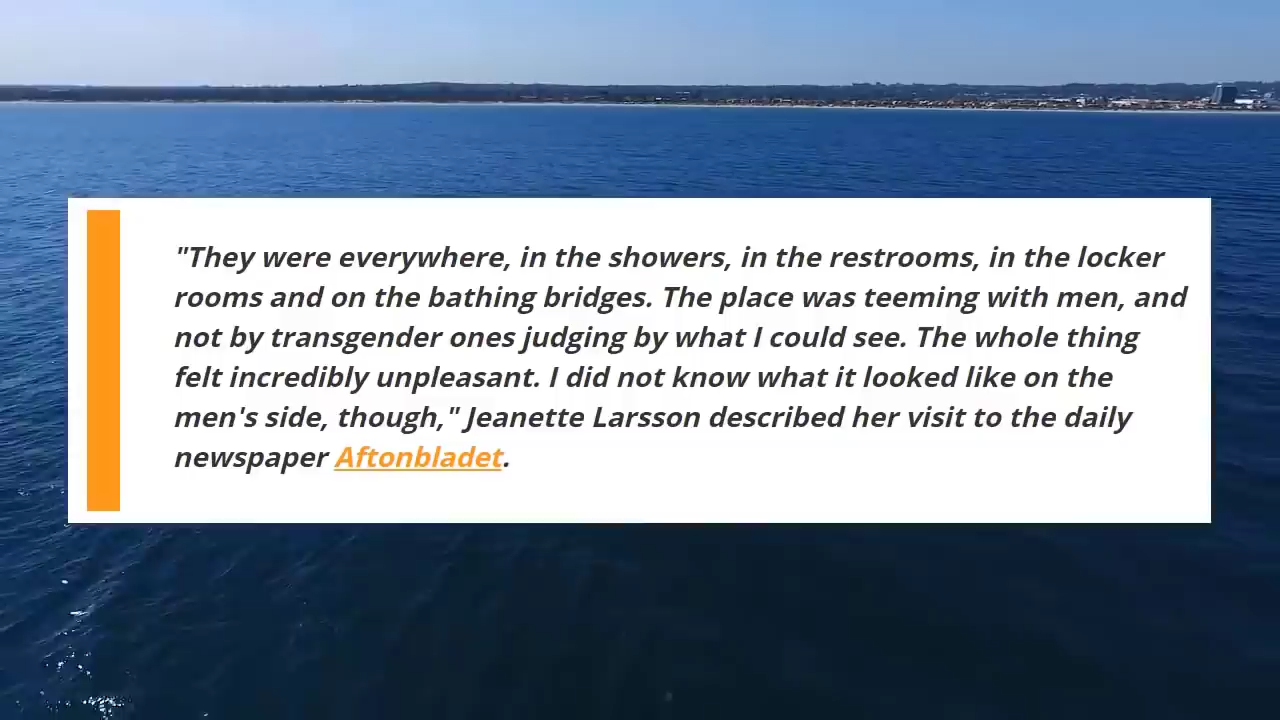 "They were everywhere, in the showers, in the restrooms, in the locker
rooms and on the bathing bridges. The place was teeming with men, and
not by transgender ones judging by what I could see. The whole thing
felt incredibly unpleasant. I did not know what it looked like on the
men's side, though," Jeanette Larsson described her visit to the daily
newspaper Aftonbladet.